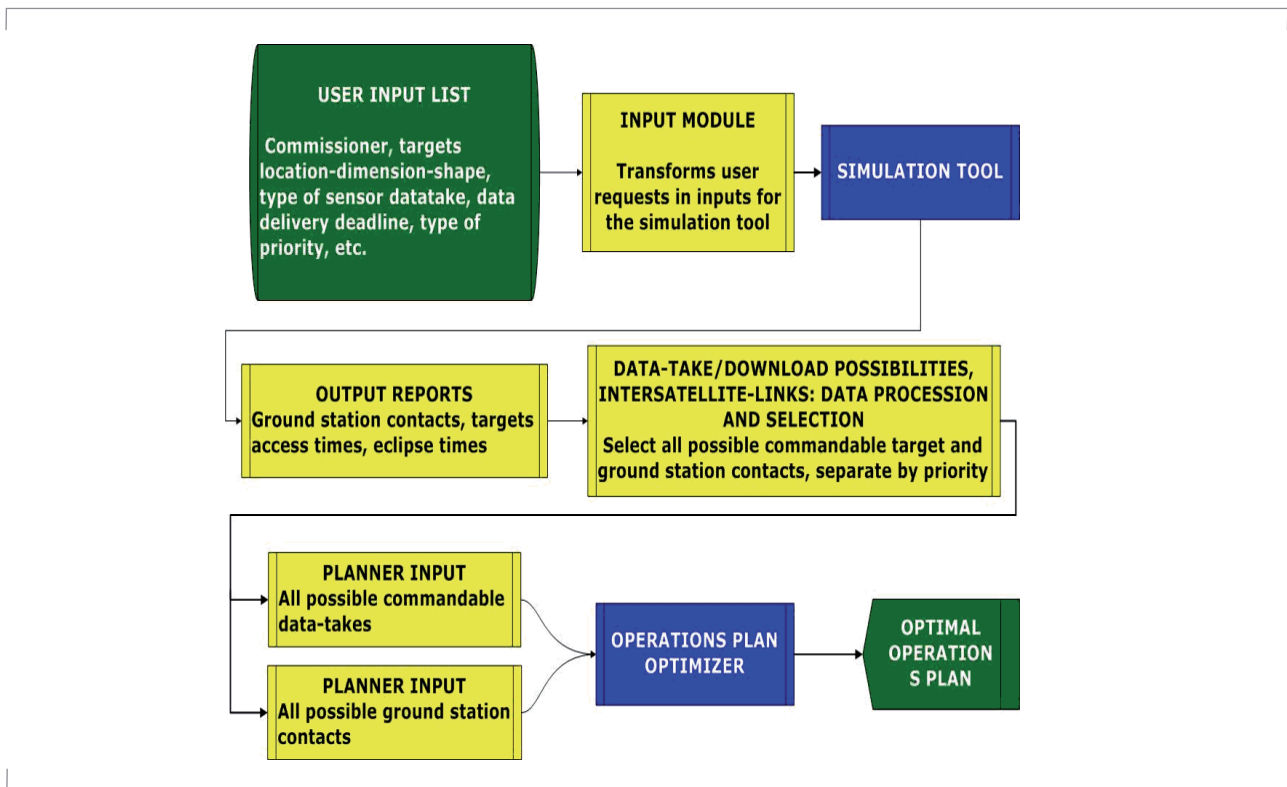 USER INPUT LIST
Commissioner, targets
location-dimension-shape,
type of sensor datatake, data
delivery deadline, type of
priority, etc.
INPUT MODULE
Transforms user
requests in inputs for
the simulation tool
SIMULATION TOOL
OUTPUT REPORTS
Ground station contacts, targets
access times, eclipse times
DATA-TAKE/DOWNLOAD POSSIBILITIES,
INTERSATELLITE-LINKS: DATA PROCESSION
AND SELECTION
Select all possible commandable target and
ground station contacts, separate by priority
PLANNER INPUT
All possible commandable
data-takes
PLANNER INPUT
All possible ground station
contacts
OPERATIONS PLAN
OPTIMIZER
OPTIMAL
OPERATION
S PLAN